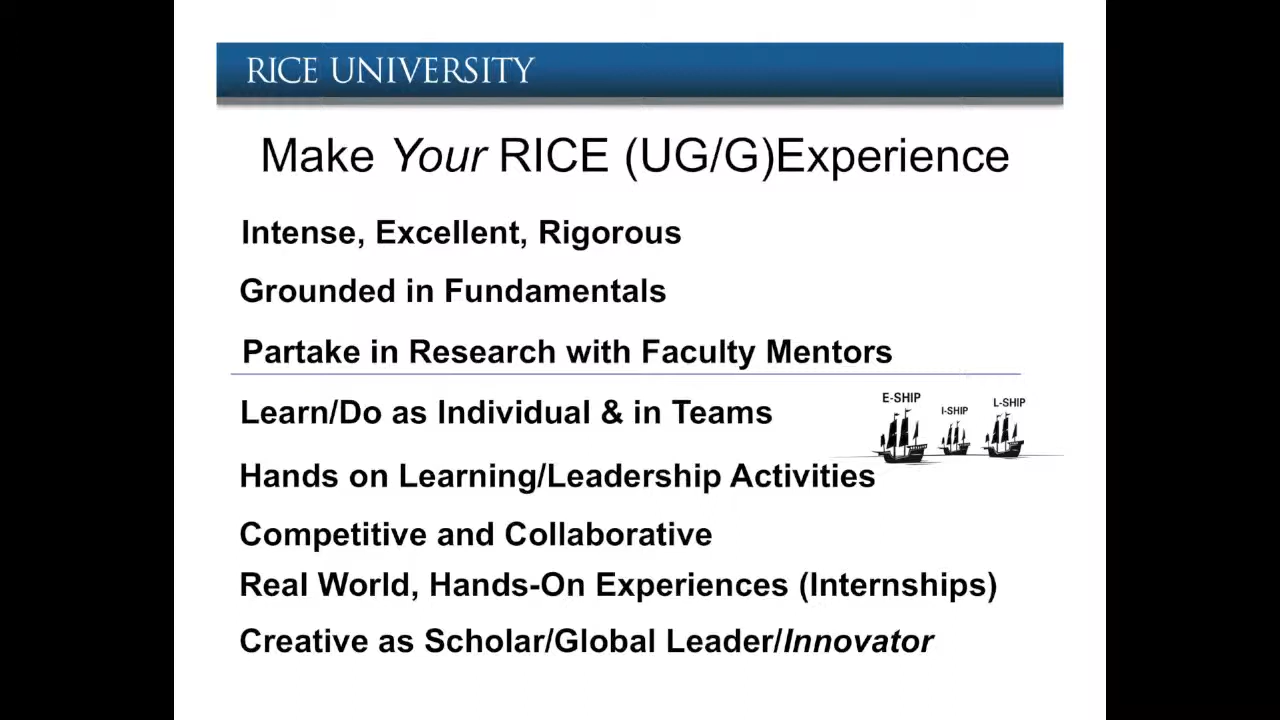 RICE UNIVERSITY
Make Your RICE (UG/G)Experience
Intense, Excellent, Rigorous
Grounded in Fundamentals
Partake in Research with Faculty Mentors
Learn/Do as Individual & in Teams
E-SHIP
I-SHIP
L-SHIP
Hands on Learning/Leadership Activities
Competitive and Collaborative
Real World, Hands-On Experiences (Internships)
Creative as Scholar/Global Leader/Innovator